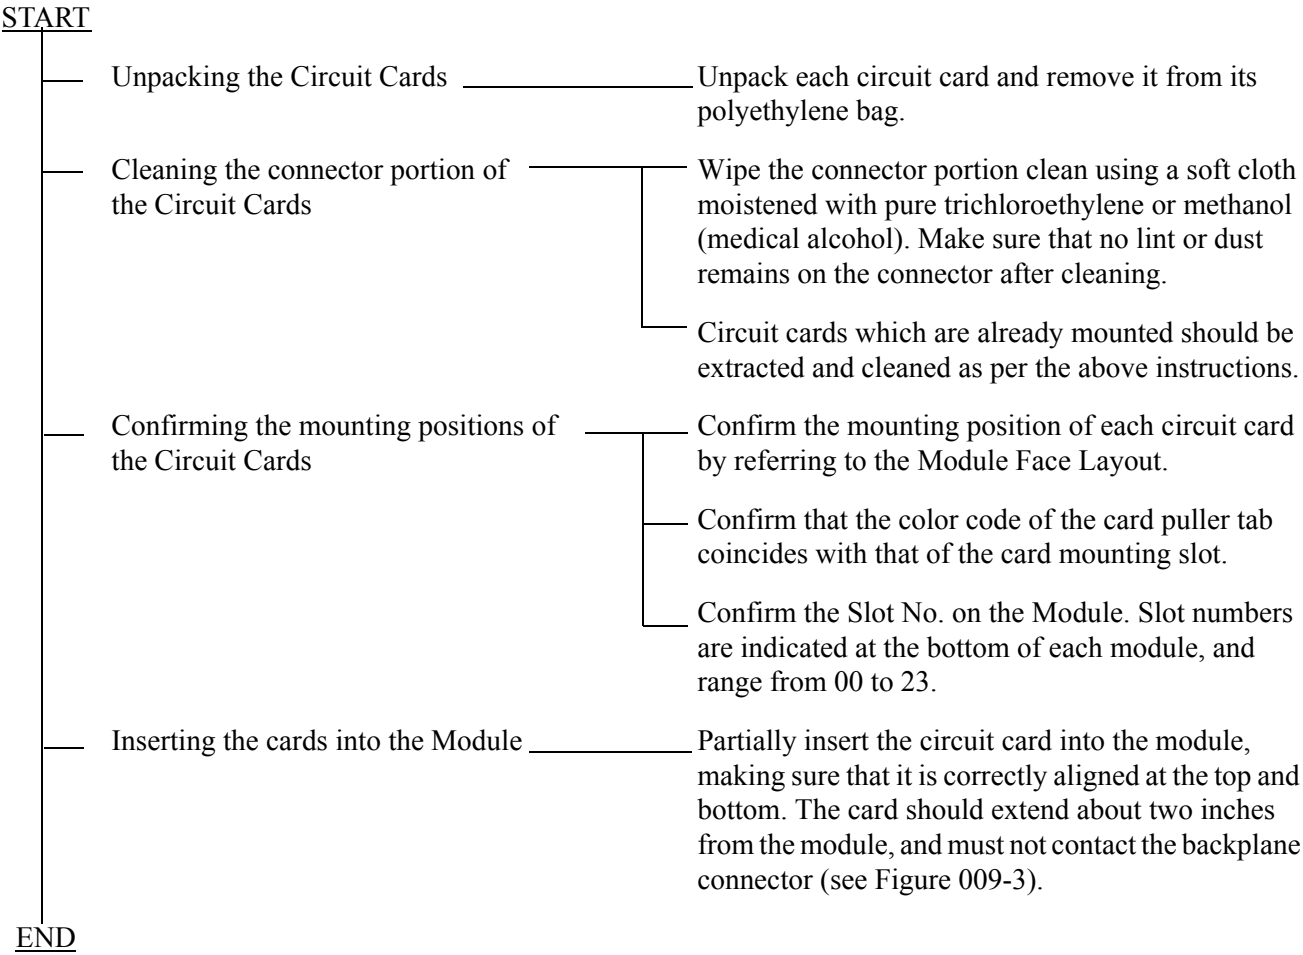 START
Unpacking the Circuit Cards
Unpack each circuit card and remove it from its
polyethylene bag.
Cleaning the connector portion of
the Circuit Cards
Wipe the connector portion clean using a soft cloth
moistened with pure trichloroethylene or methanol
(medical alcohol). Make sure that no lint or dust
remains on the connector after cleaning.
Circuit cards which are already mounted should be
extracted and cleaned as per the above instructions.
Confirming the mounting positions of
the Circuit Cards
Confirm the mounting position of each circuit card
by referring to the Module Face Layout.
Confirm that the color code of the card puller tab
coincides with that of the card mounting slot.
Confirm the Slot No. on the Module. Slot numbers
are indicated at the bottom of each module, and
range from 00 to 23.
Inserting the cards into the Module
Partially insert the circuit card into the module,
making sure that it is correctly aligned at the top and
bottom. The card should extend about two inches
from the module, and must not contact the backplane
connector (see Figure 009-3).
END